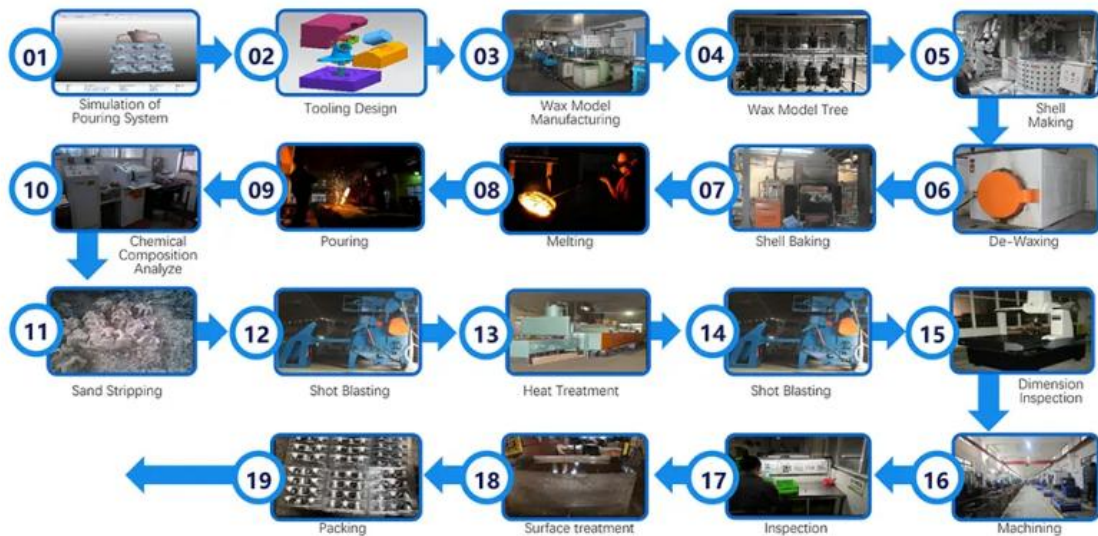 01
Simulation of
Pouring System
02
Tooling Design
03
Wax Model
Manufacturing
04
Wax Model Tree
05
Shell
Making
06
De-Waxing
07
Shell Baking
08
Melting
09
Pouring
10
Chemical
Composition
Analyze
11
Sand Stripping
12
Shot Blasting
13
Heat Treatment
14
Shot Blasting
15
Dimension
Inspection
16
Machining
17
Inspection
18
Surface treatment
19
Packing